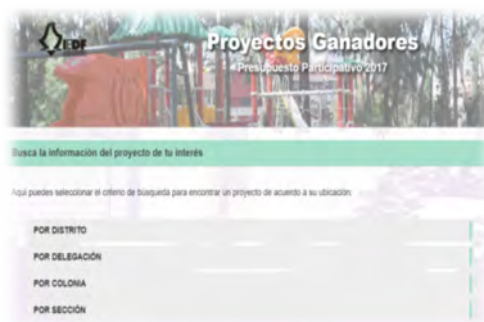 IEDF
Proyectos Ganadores
Presupuesto Participativo 2017
Busca la información del proyecto de tu interés
Aquí puedes seleccionar el criterio de búsqueda para encontrar un proyecto de acuerdo a su ubicación:
POR DISTRITO
POR DELEGACIÓN
POR COLONIA
POR SECCIÓN